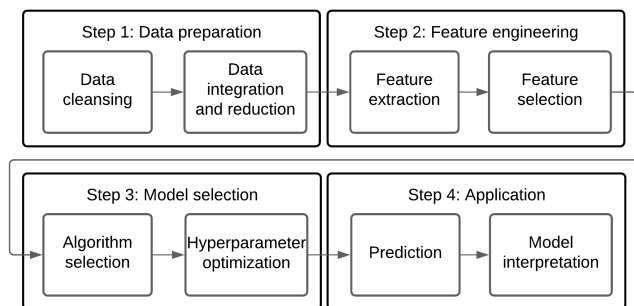 Step 1: Data preparation
Data
cleansing
Data
integration
and reduction
Step 2: Feature engineering
Feature
extraction
Feature
selection
Step 3: Model selection
Algorithm
selection
Hyperparameter
optimization
Step 4: Application
Prediction
Model
interpretation